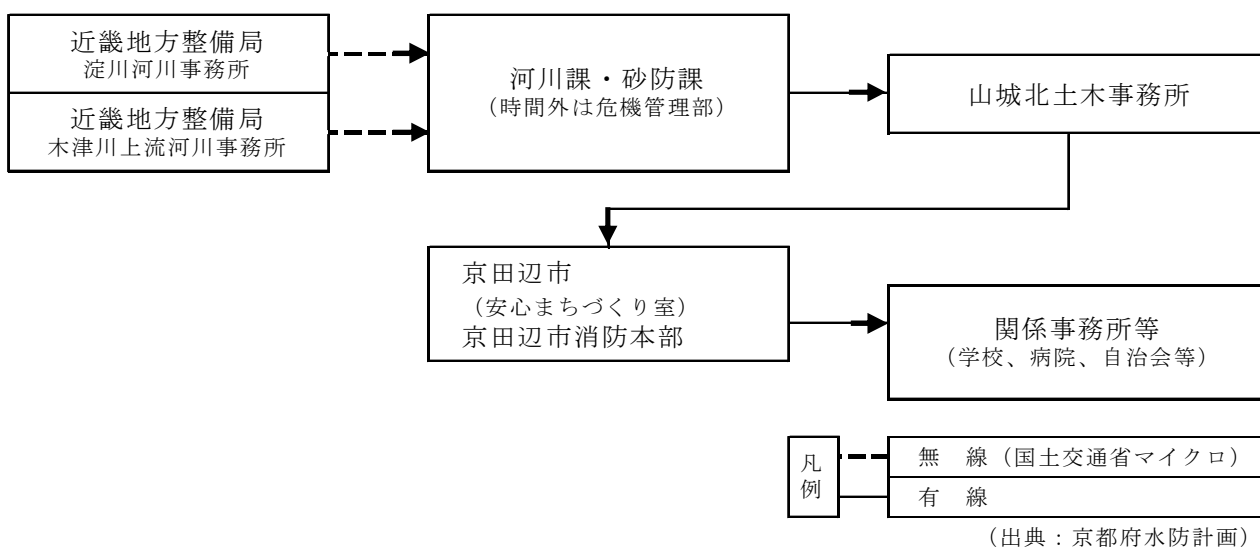 近畿地方整備局
淀川河川事務所
近畿地方整備局
木津川上流河川事務所
河川課・砂防課
（時間外は危機管理部）
山城北土木事務所
京田辺市
（安心まちづくり室）
京田辺市消防本部
関係事務所等
（学校、病院、自治会等）
凡例
無　線（国土交通省マイクロ）
有　線
（出典：京都府水防計画）